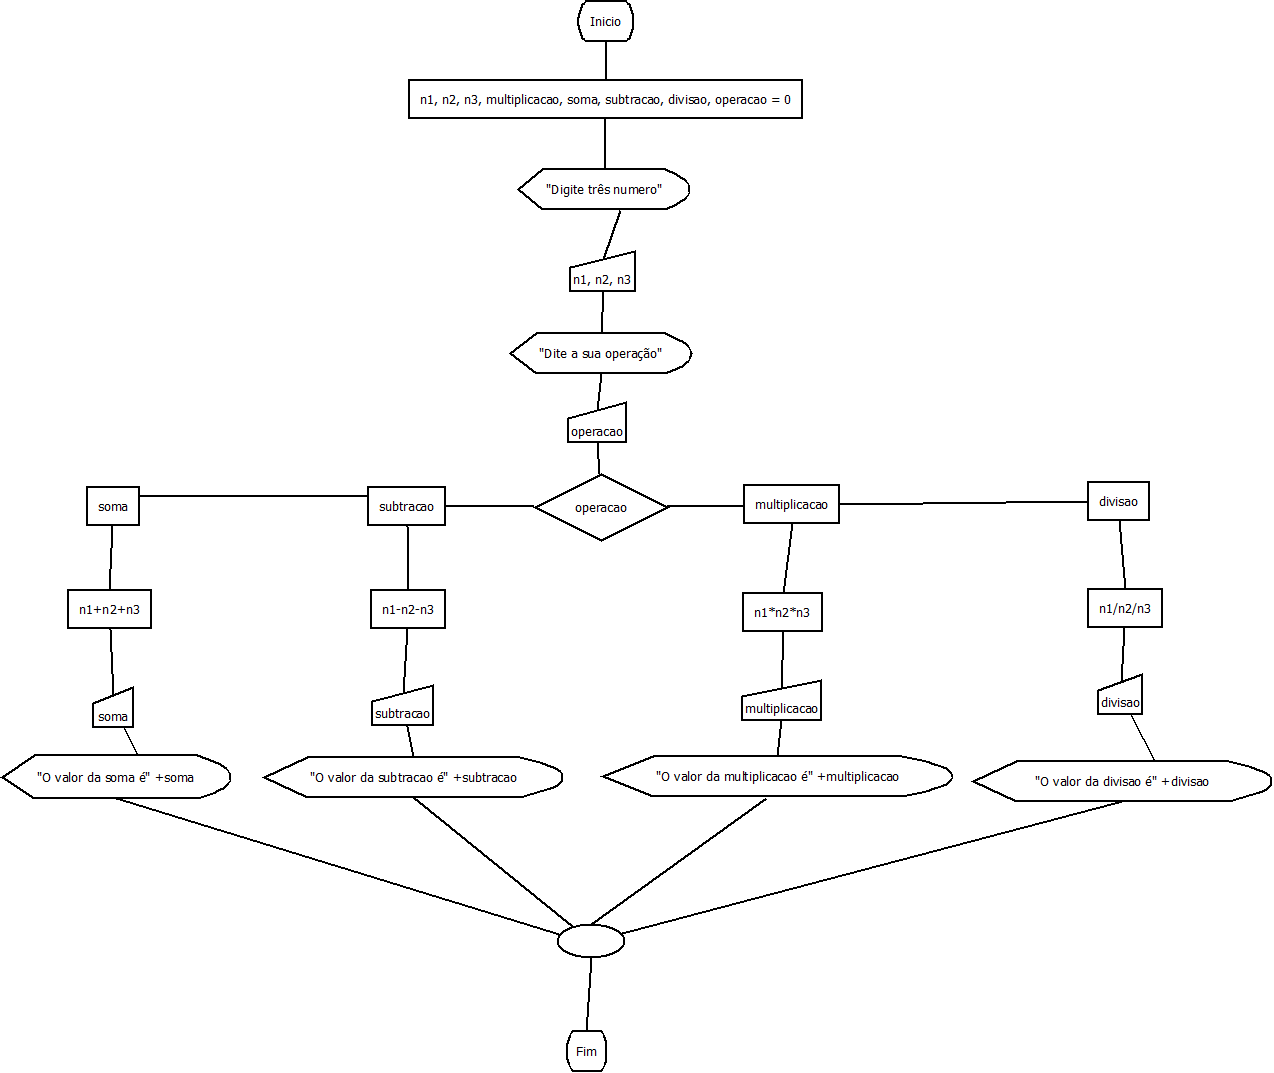 Inicio
n1, n2, n3, multiplicacao, soma, subtracao, divisao, operacao = 0
"Digite três numero"
n1, n2, n3
"Dite a sua operação"
operacao
soma
subtracao
operacao
multiplicacao
divisao
n1+n2+n3
n1-n2-n3
n1*n2*n3
n1/n2/n3
soma
subtracao
multiplicacao
divisao
"O valor da soma é" +soma
"O valor da subtracao é" +subtracao
"O valor da multiplicacao é" +multiplicacao
"O valor da divisao é" +divisao
Fim